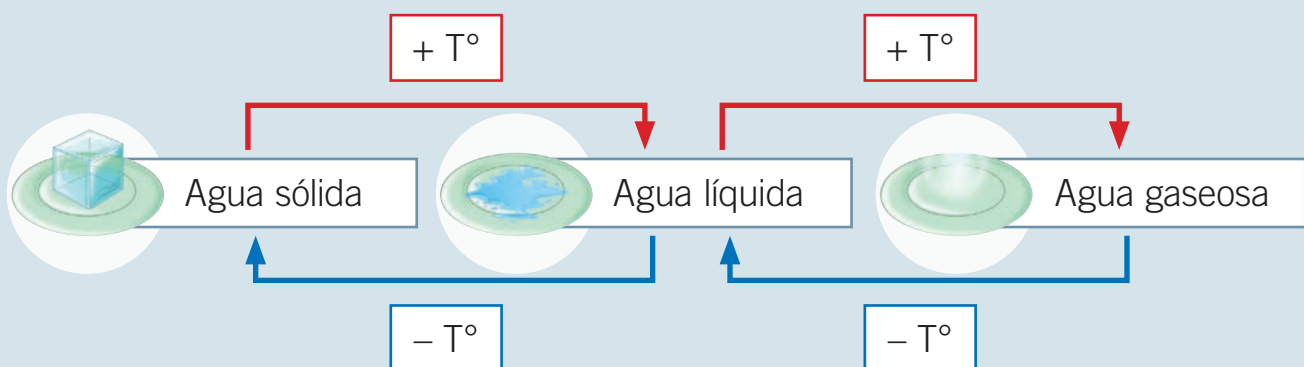 + T°
+ T°
Agua sólida
Agua líquida
Agua gaseosa
– T°
– T°